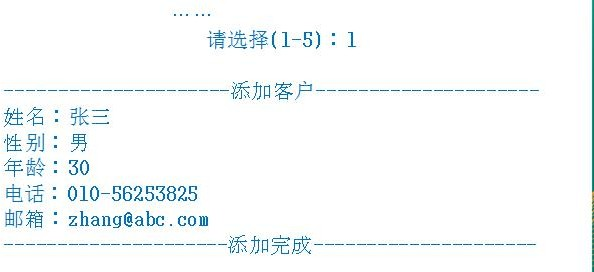 ……
请选择(1-5)：1
---------------------添加客户---------------------
姓名：张三
性别：男
年龄：30
电话：010-56253825
邮箱：zhang@abc.com
---------------------添加完成---------------------